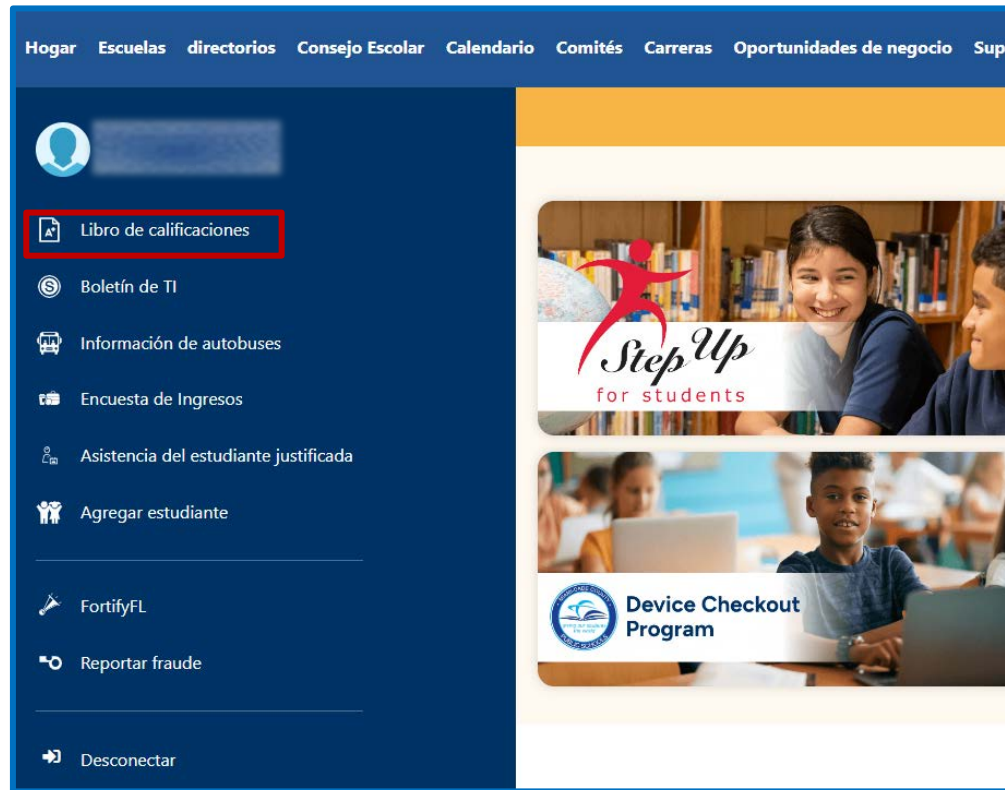 Hogar Escuelas directorios Consejo Escolar Calendario Comités Carreras Oportunidades de negocio Sup
Libro de calificaciones
Boletín de TI
Información de autobuses
Encuesta de Ingresos
Asistencia del estudiante justificada
Agregar estudiante
FortifyFL
Reportar fraude
Desconectar
Step Up
for students
Device Checkout
Program